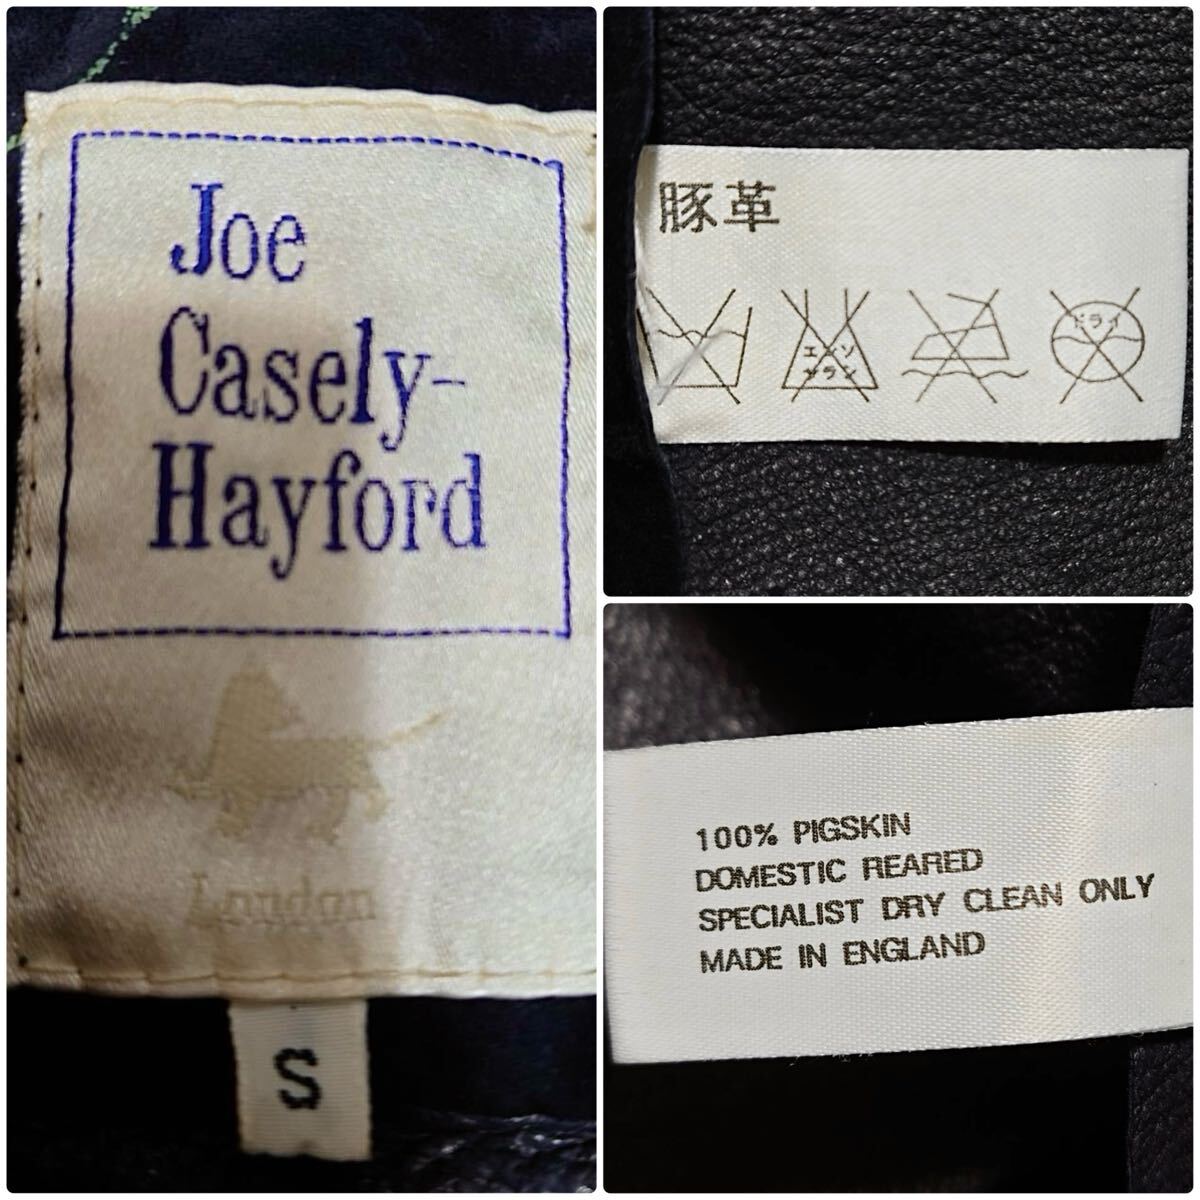 Joe
Casely-
Hayford
London
S
豚革
エンソ
サラシ
ドライ
100% PIGSKIN
DOMESTIC REARED
SPECIALIST DRY CLEAN ONLY
MADE IN ENGLAND